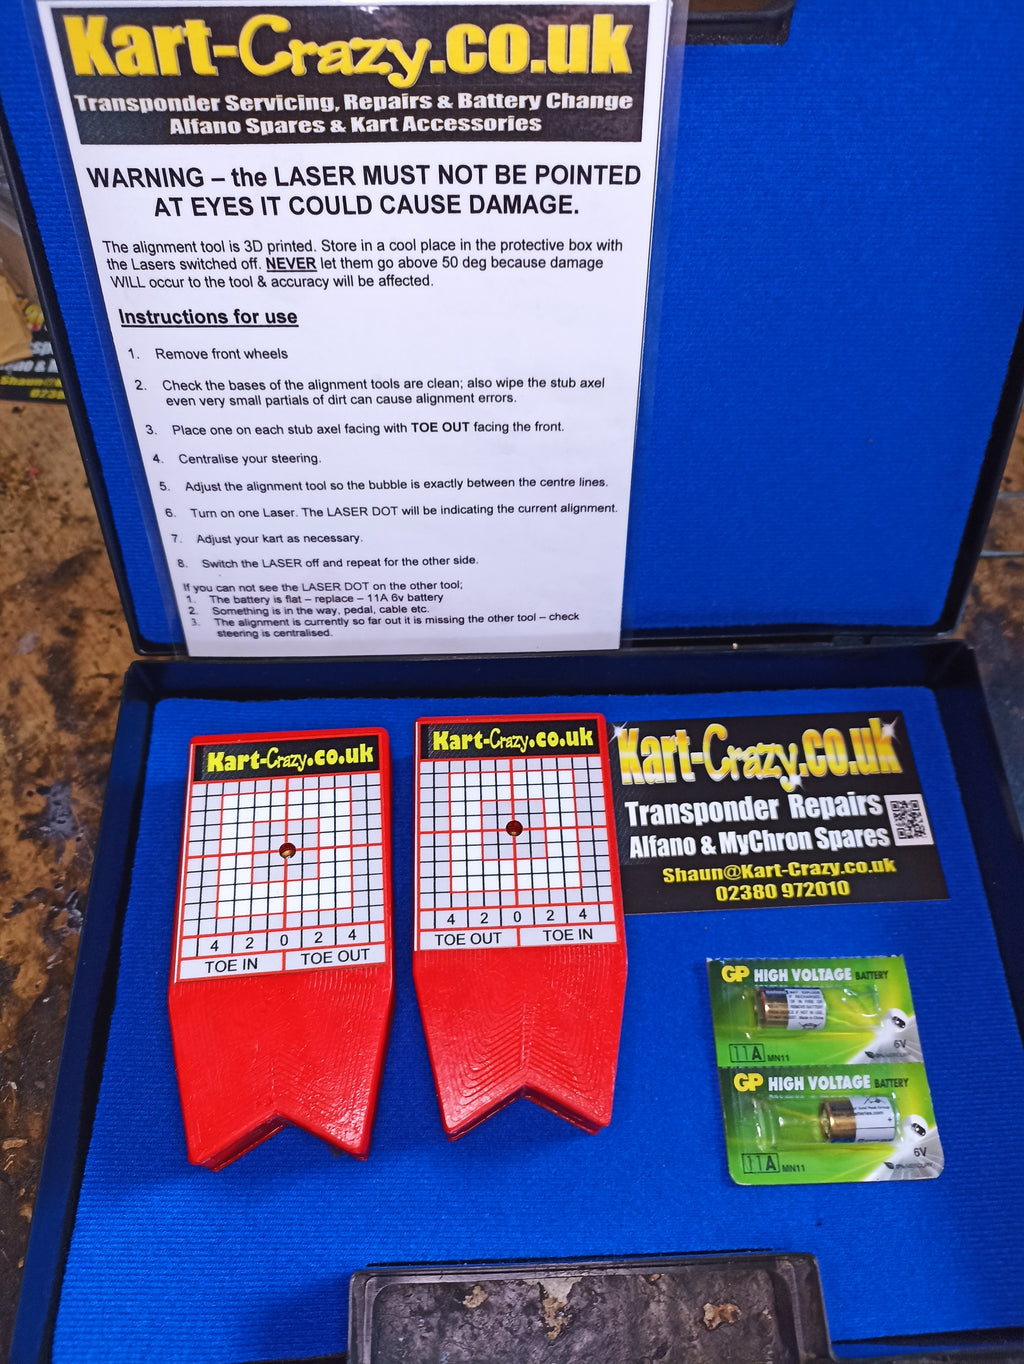 Kart-Crazy.co.uk
Transponder Servicing, Repairs & Battery Change
Alfano Spares & Kart Accessories
WARNING – the LASER MUST NOT BE POINTED
AT EYES IT COULD CAUSE DAMAGE.
The alignment tool is 3D printed. Store in a cool place in the protective box with
the Lasers switched off. NEVER let them go above 50 deg because damage
WILL occur to the tool & accuracy will be affected.
Instructions for use
1. Remove front wheels
2. Check the bases of the alignment tools are clean; also wipe the stub axel
even very small partials of dirt can cause alignment errors.
3. Place one on each stub axel facing with TOE OUT facing the front.
4. Centralise your steering.
5. Adjust the alignment tool so the bubble is exactly between the centre lines.
6. Turn on one Laser. The LASER DOT will be indicating the current alignment.
7. Adjust your kart as necessary.
8. Switch the LASER off and repeat for the other side.
If you can not see the LASER DOT on the other tool;
1. The battery is flat – replace – 11A 6v battery
2. Something is in the way, pedal, cable etc.
3. The alignment is currently so far out it is missing the other tool – check
steering is centralised.
Shaun@
0238
Kart-Crazy.co.uk
4 2 0 2 4
TOE IN TOE OUT
Kart-Crazy.co.uk
4 2 0 2 4
TOE OUT TOE IN
Kart-Crazy.co.uk
Transponder Repairs
Alfano & MyChron Spares
Shaun@Kart-Crazy.co.uk
02380 972010
GP HIGH VOLTAGE BATTERY
6V
11A MN11
GP HIGH VOLTAGE BATTERY
6V
11A MN11